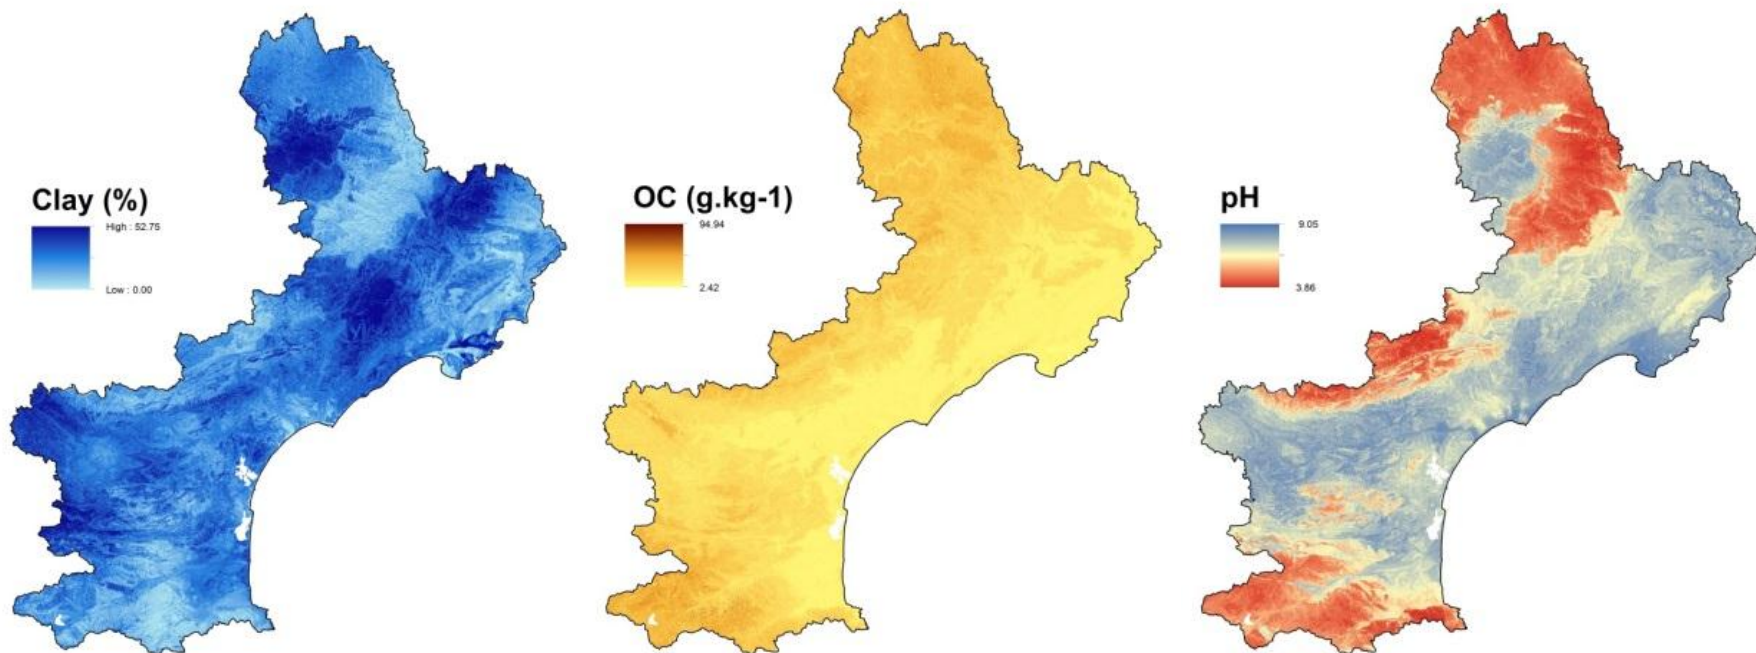 Clay (%)
High : 52.75
Low : 0.00
OC (g.kg-1)
94.94
2.42
pH
9.05
3.86